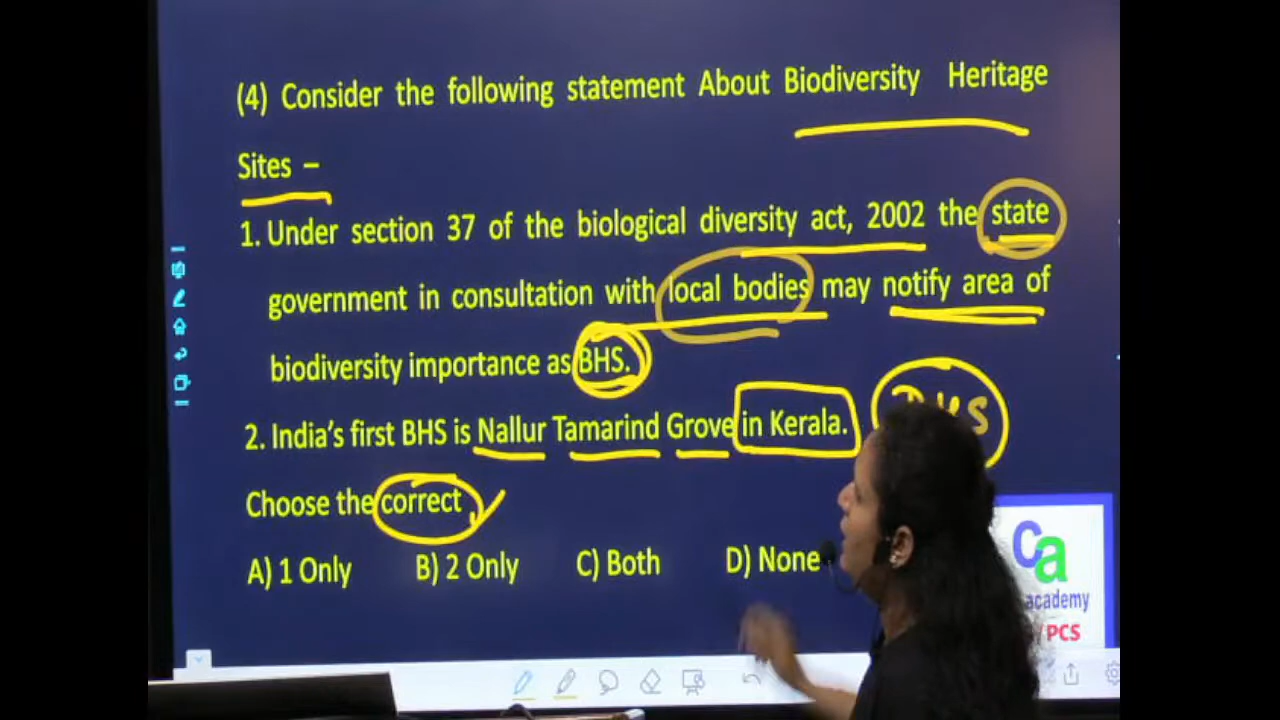 (4) Consider the following statement About Biodiversity Heritage
Sites –
1. Under section 37 of the biological diversity act, 2002 the state
government in consultation with local bodies may notify area of
biodiversity importance as BHS.
2. India's first BHS is Nallur Tamarind Grove in Kerala.
Choose the correct
A) 1 Only B) 2 Only C) Both D) None
ca
academy
PCS